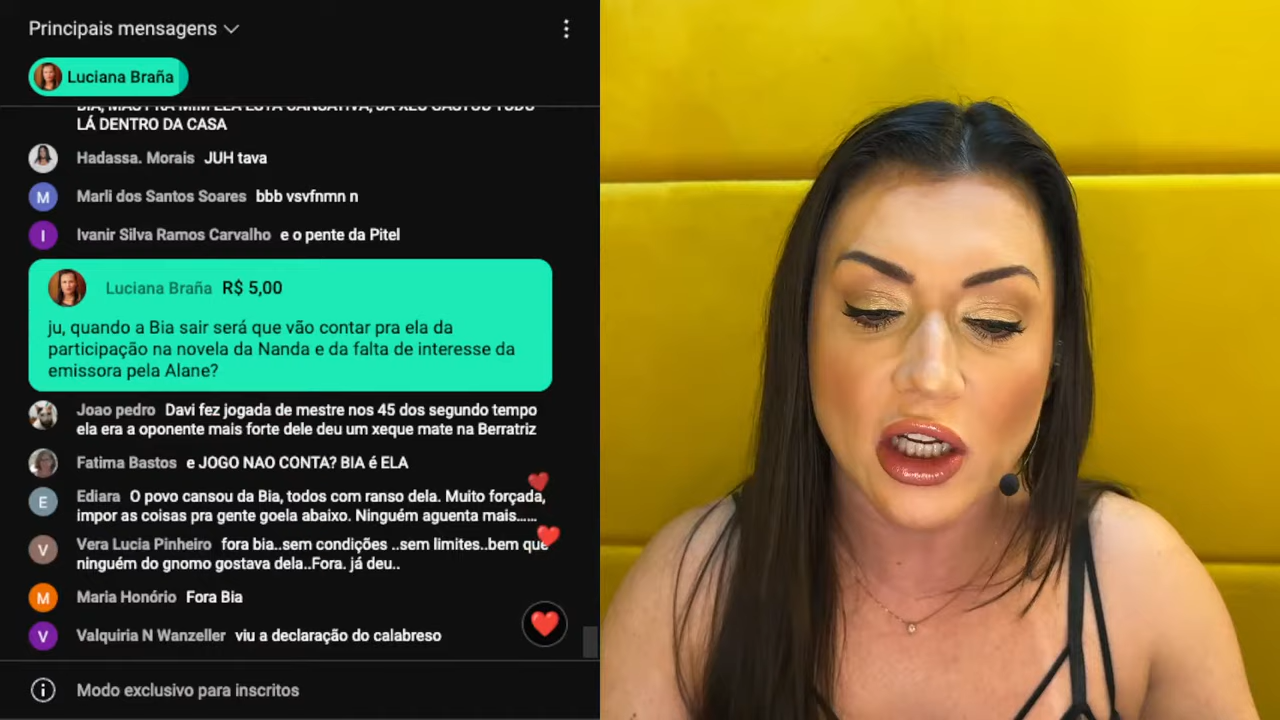 Principais mensagens
Luciana Braña
LÁ DENTRO DA CASA
Hadassa. Morais JUH tava
M Marli dos Santos Soares bbb vsvfnmn n
I Ivanir Silva Ramos Carvalho e o pente da Pitel
Luciana Braña R$ 5,00
ju, quando a Bia sair será que vão contar pra ela da
participação na novela da Nanda e da falta de interesse da
emissora pela Alane?
Joao pedro Davi fez jogada de mestre nos 45 dos segundo tempo
ela era a oponente mais forte dele deu um xeque mate na Berratriz
Fatima Bastos e JOGO NAO CONTA? BIA é ELA
E Ediara O povo cansou da Bia, todos com ranso dela. Muito forçada,
impor as coisas pra gente goela abaixo. Ninguém aguenta mais......
V Vera Lucia Pinheiro fora bia..sem condições ..sem limites..bem que
ninguém do gnomo gostava dela..Fora. já deu..
M Maria Honório Fora Bia
V Valquiria N Wanzeller viu a declaração do calabreso
Modo exclusivo para inscritos